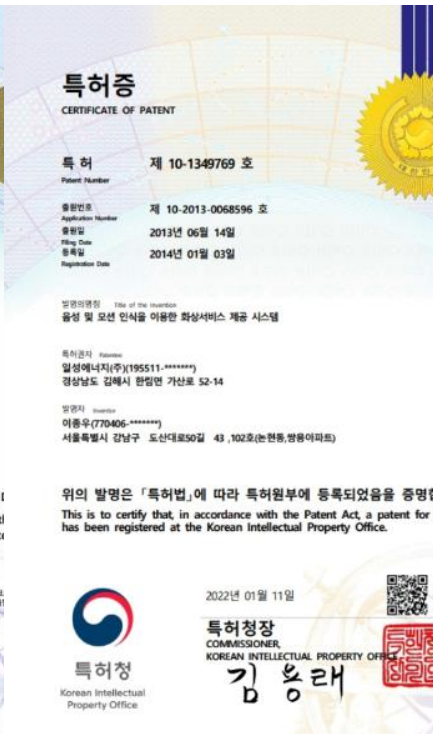 특허증
CERTIFICATE OF PATENT
특 허 제 10-1349769 호
Patent Number
출원번호 제 10-2013-0068596 호
Application Number
출원일 2013년 06월 14일
Filing Date
등록일 2014년 01월 03일
Registration Date
발명의명칭 Title of the Invention
음성 및 모션 인식을 이용한 화상서비스 제공 시스템
특허권자 Patentee
일성에너지(주)(195511-*******)
경상남도 김해시 한림면 가산로 52-14
발명자 Inventor
이종우(770406-*******)
서울특별시 강남구 도산대로50길 43 ,102호(논현동,쌍용아파트)
위의 발명은 「특허법」에 따라 특허원부에 등록되었음을 증명합
This is to certify that, in accordance with the Patent Act, a patent for
has been registered at the Korean Intellectual Property Office.
2022년 01월 11일
특허청장
COMMISSIONER,
KOREAN INTELLECTUAL PROPERTY OFFICE
김용래
특허청
Korean Intellectual
Property Office